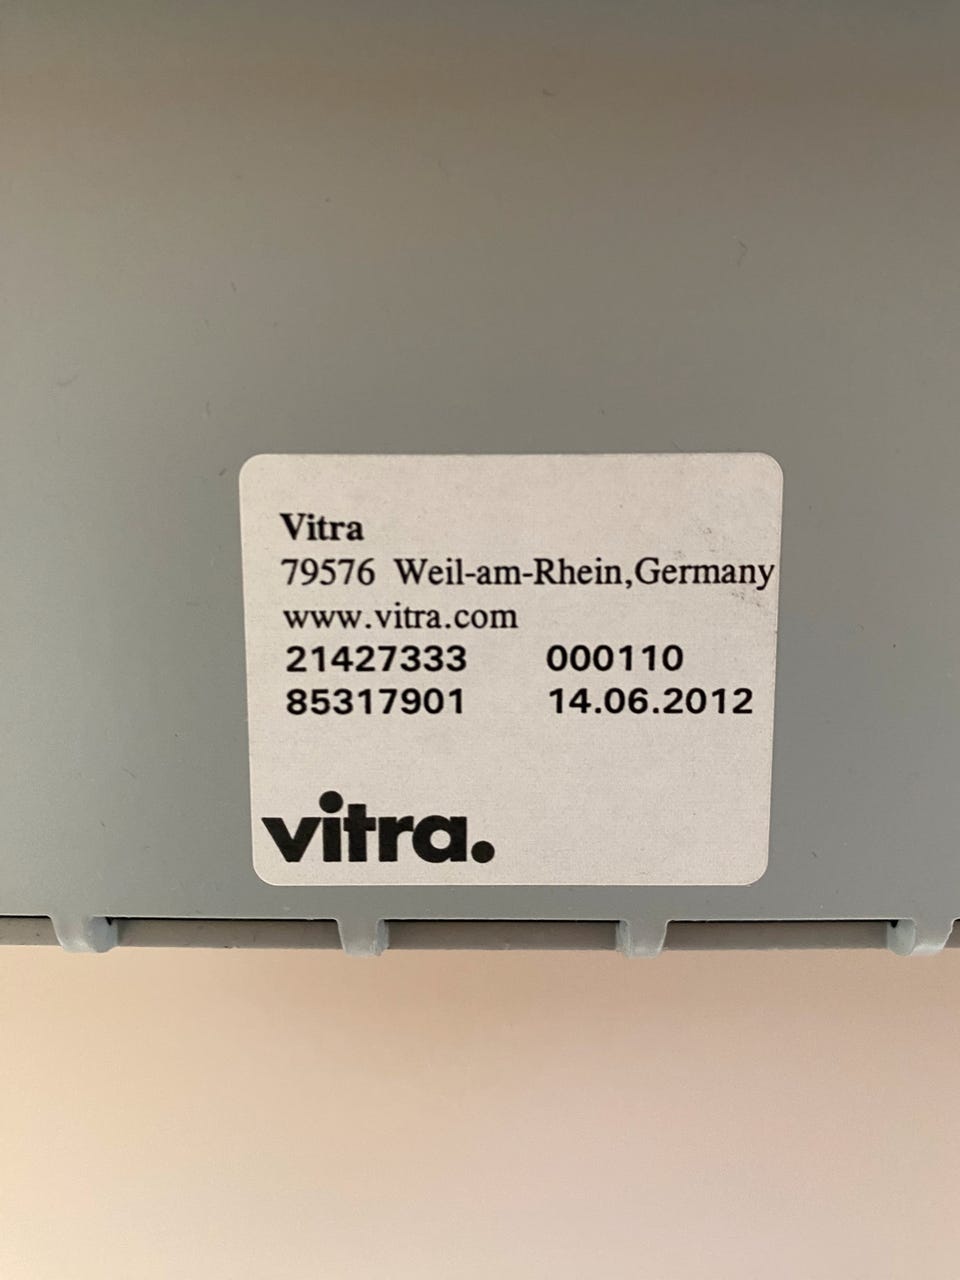 Vitra
79576 Weil-am-Rhein,Germany
www.vitra.com
21427333 000110
85317901 14.06.2012
vitra.